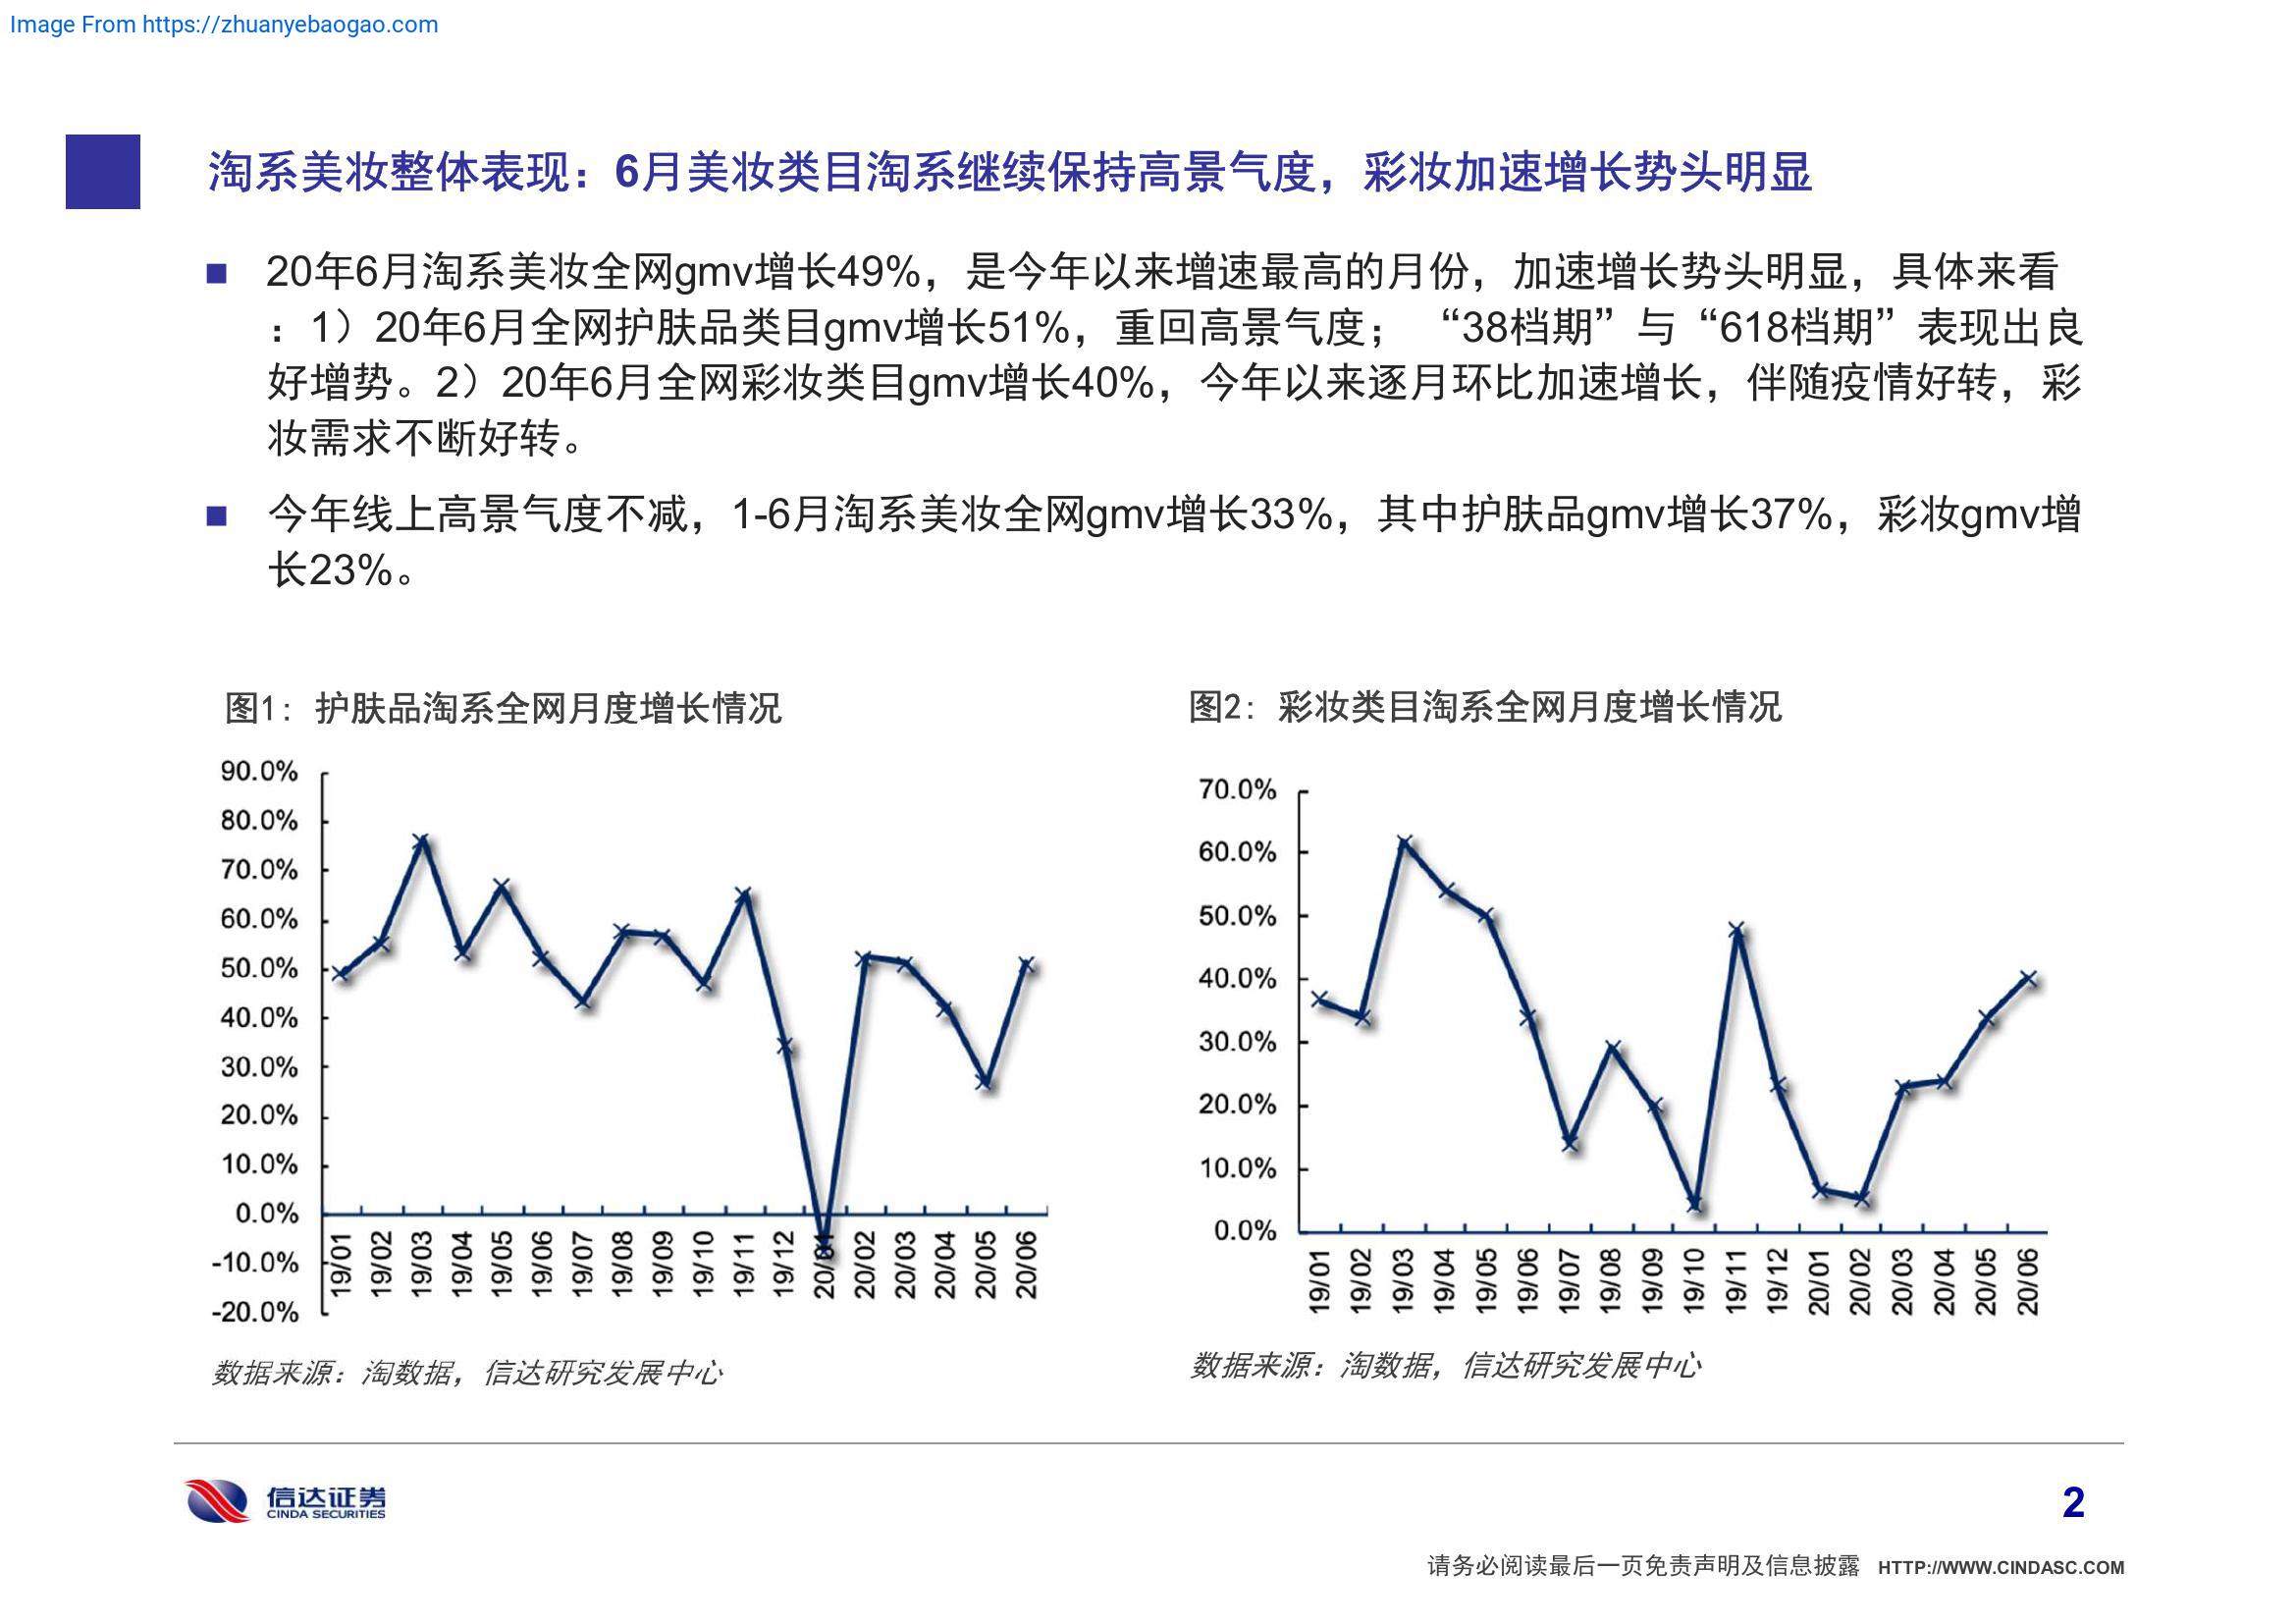 Image From https://zhuanyebaogao.com
淘系美妆整体表现：6月美妆类目淘系继续保持高景气度，彩妆加速增长势头明显
■ 20年6月淘系美妆全网gmv增长49%，是今年以来增速最高的月份，加速增长势头明显，具体来看
：1）20年6月全网护肤品类目gmv增长51%，重回高景气度； “38档期”与“618档期”表现出良
好增势。2）20年6月全网彩妆类目gmv增长40%，今年以来逐月环比加速增长，伴随疫情好转，彩
妆需求不断好转。
■ 今年线上高景气度不减，1-6月淘系美妆全网gmv增长33%，其中护肤品gmv增长37%，彩妆gmv增
长23%。
图1：护肤品淘系全网月度增长情况
90.0%
80.0%
70.0%
60.0%
50.0%
40.0%
30.0%
20.0%
10.0%
0.0%
-10.0%
-20.0%
19/01 19/02 19/03 19/04 19/05 19/06 19/07 19/08 19/09 19/10 19/11 19/12 20/01 20/02 20/03 20/04 20/05 20/06
数据来源：淘数据，信达研究发展中心
图2：彩妆类目淘系全网月度增长情况
70.0%
60.0%
50.0%
40.0%
30.0%
20.0%
10.0%
0.0%
19/01 19/02 19/03 19/04 19/05 19/06 19/07 19/08 19/09 19/10 19/11 19/12 20/01 20/02 20/03 20/04 20/05 20/06
数据来源：淘数据，信达研究发展中心
信达证券
CINDA SECURITIES
2
请务必阅读最后一页免责声明及信息披露 HTTP://WWW.CINDASC.COM